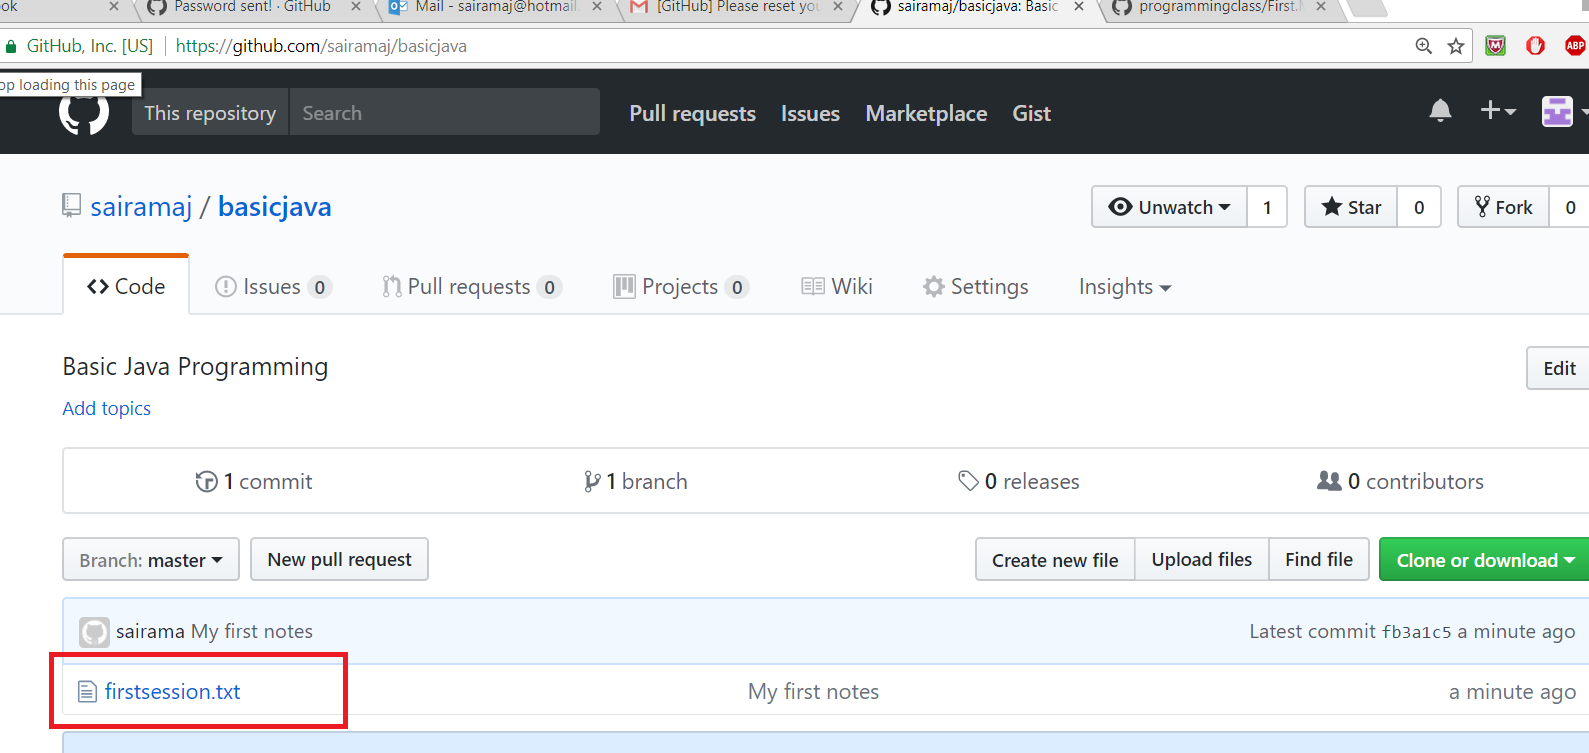 ok Password sent! · GitHub Mail - sairamaj@hotmail. [GitHub] Please reset you sairamaj/basicjava: Basic programmingclass/First.
GitHub, Inc. [US] https://github.com/sairamaj/basicjava ABP
op loading this page
This repository Search Pull requests Issues Marketplace Gist
sairamaj / basicjava Unwatch 1 Star 0 Fork 0
Code Issues 0 Pull requests 0 Projects 0 Wiki Settings Insights
Basic Java Programming Edit
Add topics
1 commit 1 branch 0 releases 0 contributors
Branch: master New pull request Create new file Upload files Find file Clone or download
sairama My first notes Latest commit fb3a1c5 a minute ago
firstsession.txt My first notes a minute ago